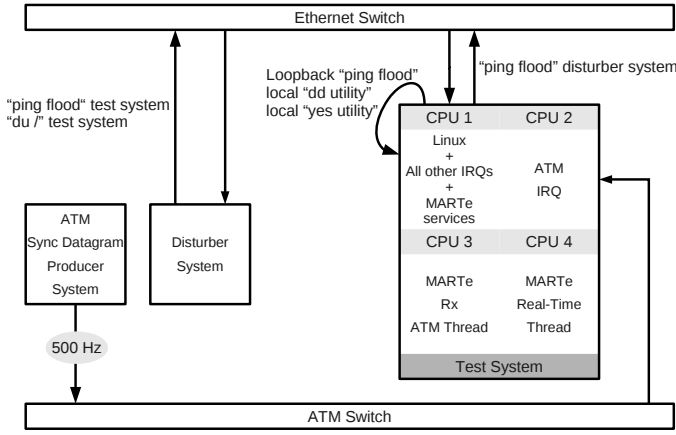 Ethernet Switch
Loopback “ping flood”
local “dd utility”
local “yes utility”
“ping flood” disturber system
“ping flood“ test system
“du /” test system
CPU 1
CPU 2
Linux
+
All other IRQs
+
MARTe
services
ATM
IRQ
ATM
Sync Datagram
Producer
System
Disturber
System
CPU 3
CPU 4
MARTe
Rx
ATM Thread
MARTe
Real-Time
Thread
500 Hz
Test System
ATM Switch